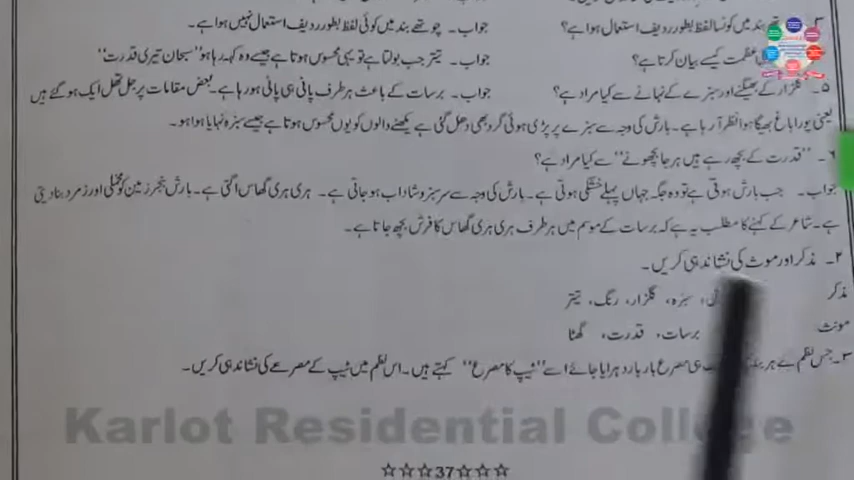 تھے بند میں کونسا لفظ بطور ردیف استعمال ہوا ہے؟ جواب۔ چوتھے بند میں کوئی لفظ بطور ردیف استعمال نہیں ہوا ہے۔
کی عظمت کیسے بیان کرتا ہے؟ جواب۔ تیتر جب بولتا ہے تو یہی محسوس ہوتا ہے جیسے وہ کہہ رہا ہو "سبحان تیری قدرت"
۵۔ گلزار کے بھیگنے اور سبزے کے نہانے سے کیا مراد ہے؟ جواب۔ برسات کے باعث ہر طرف پانی ہی پانی ہو رہا ہے۔ بعض مقامات پر جل تھل ایک ہو گئے ہیں
یعنی پورا باغ بھیگا ہوا نظر آ رہا ہے۔ بارش کی وجہ سے سبزے پر پڑی ہوئی گرد بھی دھل گئی ہے دیکھنے والوں کو یوں محسوس ہوتا ہے جیسے سبزہ نہایا ہوا ہو۔
۶۔ "قدرت کے بچھ رہے ہیں ہر جا بچھونے" سے کیا مراد ہے؟
جواب۔ جب بارش ہوتی ہے تو وہ جگہ جہاں پہلے خشکی ہوتی ہے۔ بارش کی وجہ سے سرسبز و شاداب ہو جاتی ہے۔ ہری ہری گھاس اگتی ہے۔ بارش بنجر زمین کو مخملی اور زمرد بنا دیتی
ہے۔ شاعر کے کہنے کا مطلب یہ ہے کہ برسات کے موسم میں ہر طرف ہری ہری گھاس کا فرش بچھ جاتا ہے۔
۲۔ مذکر اور مونث کی نشاندہی کریں۔
مذکر سبزہ، گلزار، رنگ، تیتر
مونث برسات، قدرت، گھٹا
۳۔ جس نظم کے ہر بند ہی مصرع بار بار دہرایا جائے اسے "ٹیپ کا مصرع" کہتے ہیں۔ اس نظم میں ٹیپ کے مصرعے کی نشاندہی کریں۔
Karlot Residential College
☆☆☆37☆☆☆